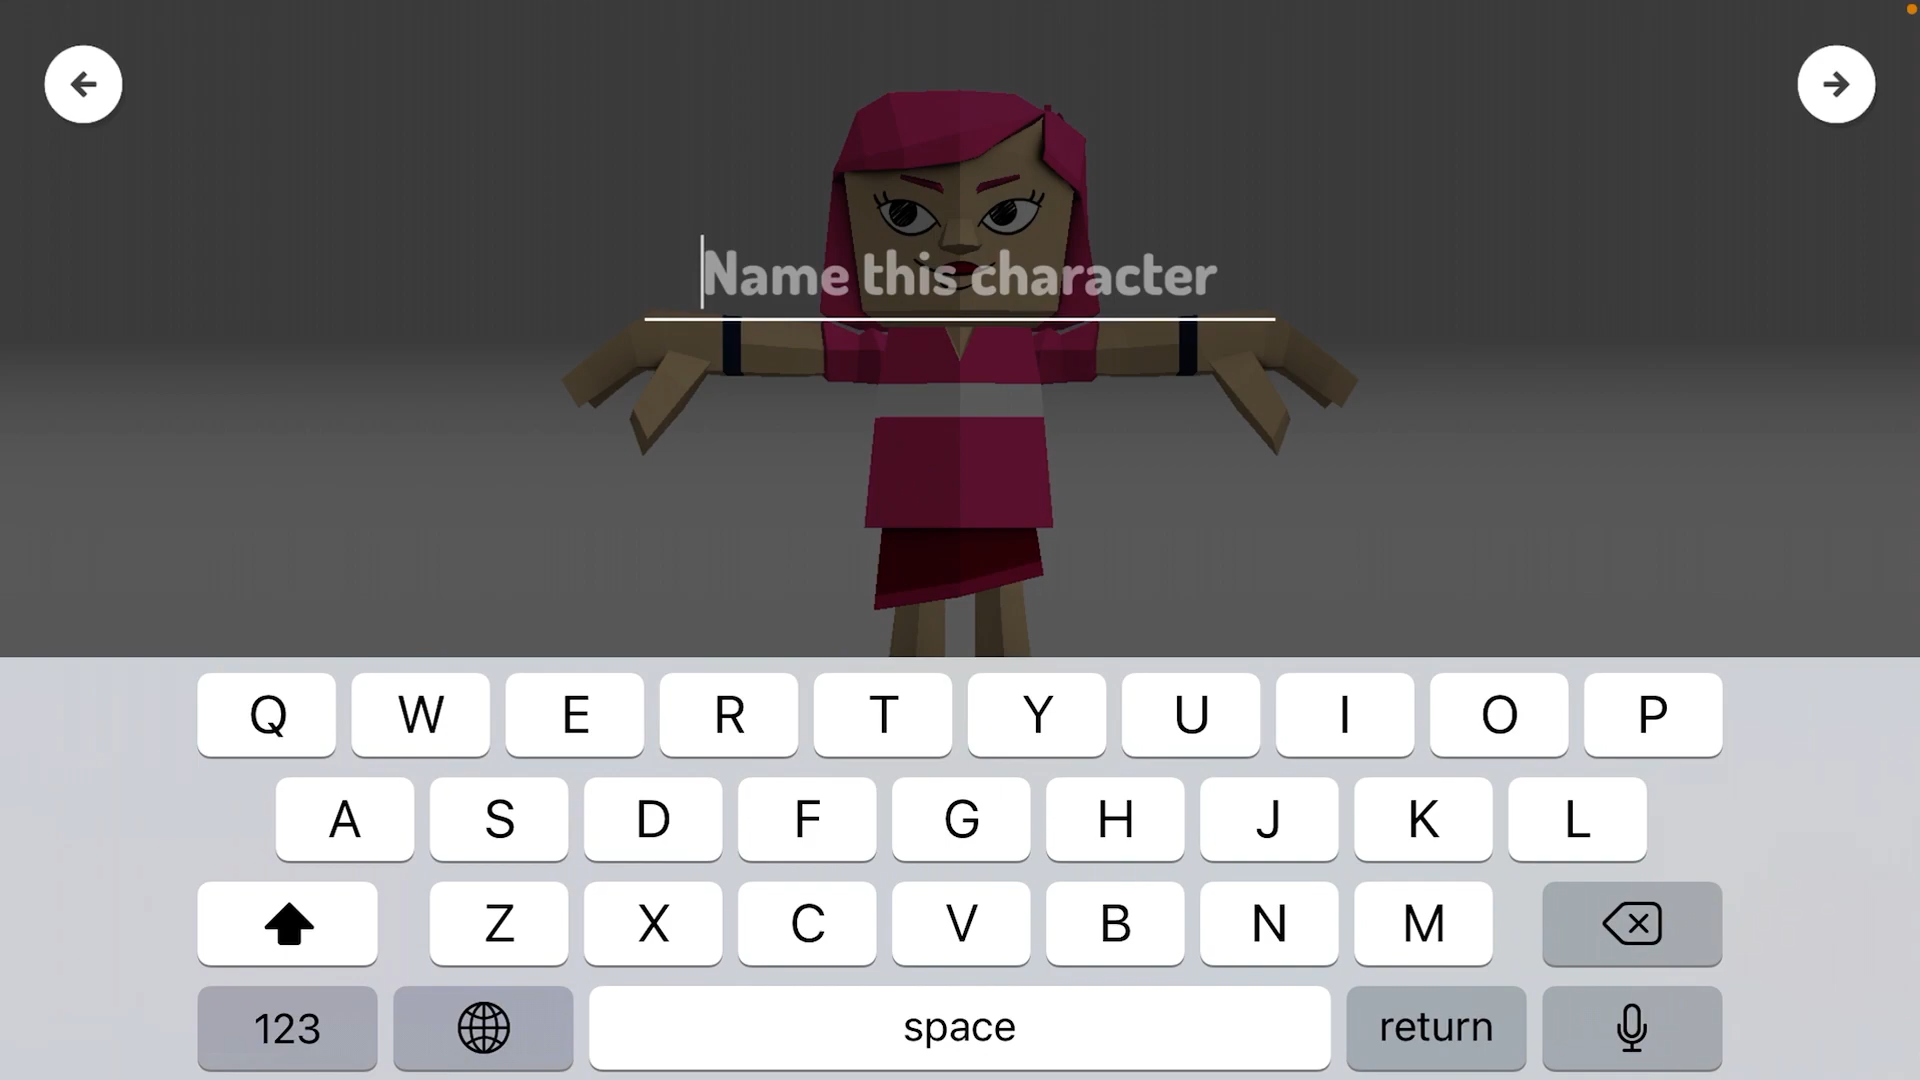 Name this character
Q W E R T Y U I O P
A S D F G H J K L
Z X C V B N M
123 space return